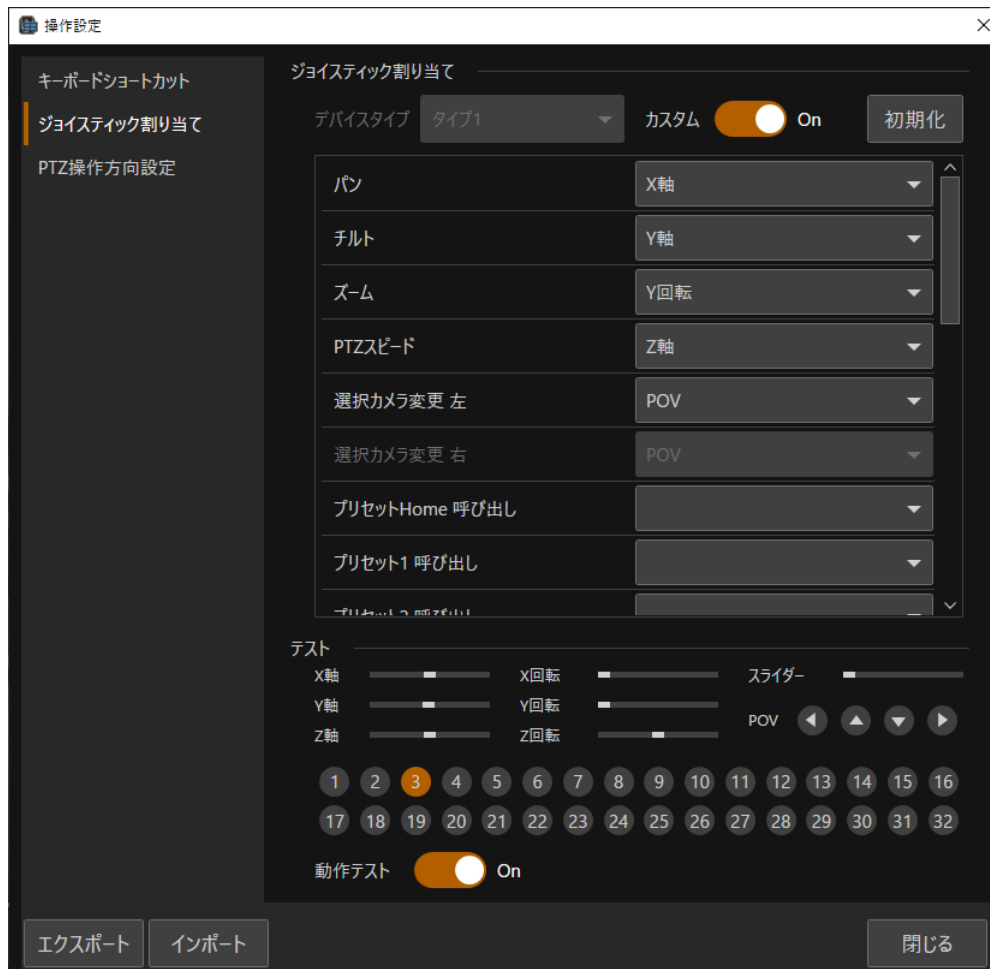 操作設定
キーボードショートカット
ジョイスティック割り当て
PTZ操作方向設定
ジョイスティック割り当て
デバイスタイプ タイプ1 カスタム On 初期化
パン X軸
チルト Y軸
ズーム Y回転
PTZスピード Z軸
選択カメラ変更 左 POV
選択カメラ変更 右 POV
プリセットHome 呼び出し
プリセット1 呼び出し
プリセット2 呼び出し
テスト
X軸 X回転 スライダー
Y軸 Y回転 POV
Z軸 Z回転
1 2 3 4 5 6 7 8 9 10 11 12 13 14 15 16
17 18 19 20 21 22 23 24 25 26 27 28 29 30 31 32
動作テスト On
エクスポート インポート 閉じる